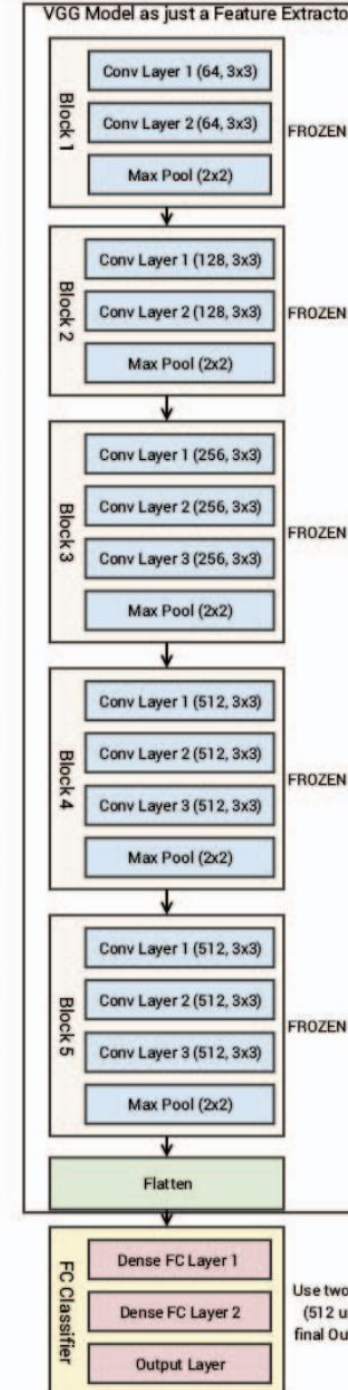 VGG Model as just a Feature
Block 1
Conv Layer 1 (64, 3x3)
Conv Layer 2 (64, 3x3)
Max Pool (2x2)
FROZEN
Block 2
Conv Layer 1 (128, 3x3)
Conv Layer 2 (128, 3x3)
Max Pool (2x2)
FROZEN
Block 3
Conv Layer 1 (256, 3x3)
Conv Layer 2 (256, 3x3)
Conv Layer 3 (256, 3x3)
Max Pool (2x2)
FROZEN
Block 4
Conv Layer 1 (512, 3x3)
Conv Layer 2 (512, 3x3)
Conv Layer 3 (512, 3x3)
Max Pool (2x2)
FROZEN
Block 5
Conv Layer 1 (512, 3x3)
Conv Layer 2 (512, 3x3)
Conv Layer 3 (512, 3x3)
Max Pool (2x2)
FROZEN
Flatten
FC Classifier
Dense FC Layer 1
Dense FC Layer 2
Output Layer
Use two
(512
final